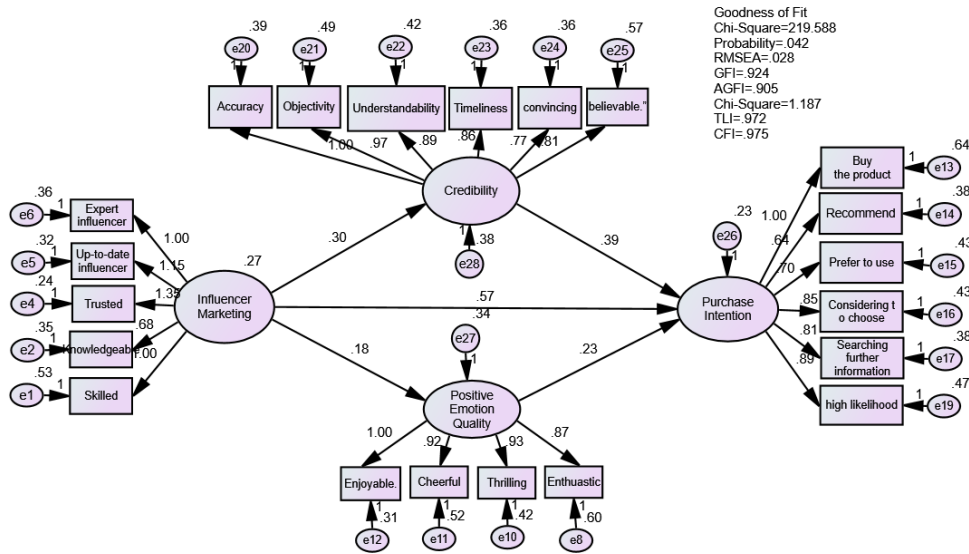 Goodness of Fit
Chi-Square=219.588
Probability=.042
RMSEA=.028
GFI=.924
AGFI=.905
Chi-Square=1.187
TLI=.972
CFI=.975
.39 .49 .42 .36 .36 .57
e20 e21 e22 e23 e24 e25
1 1 1 1 1 1
Accuracy Objectivity Understandability Timeliness convincing believable."
1.00 .97 .89 .86 .77 .81
Credibility
1 .38
e28
.36
e6 1 Expert
influencer
.32
e5 1 Up-to-date
influencer
.24
e4 1 Trusted
.35
e2 1 Knowledgeable
.53
e1 1 Skilled
1.00
1.15
1.35
.68
1.00
.27
Influencer
Marketing
.30
.39
.57
.18
.23
.34
e27
1
Positive
Emotion
Quality
1.00 .92 .93 .87
Enjoyable. Cheerful Thrilling Enthuastic
1 1 1 1
.31 .52 .42 .60
e12 e11 e10 e8
.23
e26
1
Purchase
Intention
1.00
.64
.70
.85
.81
.89
.64
Buy
the product 1 e13
.38
Recommend 1 e14
.43
Prefer to use 1 e15
.43
Considering t
o choose 1 e16
.38
Searching
further
information 1 e17
.47
high likelihood 1 e19